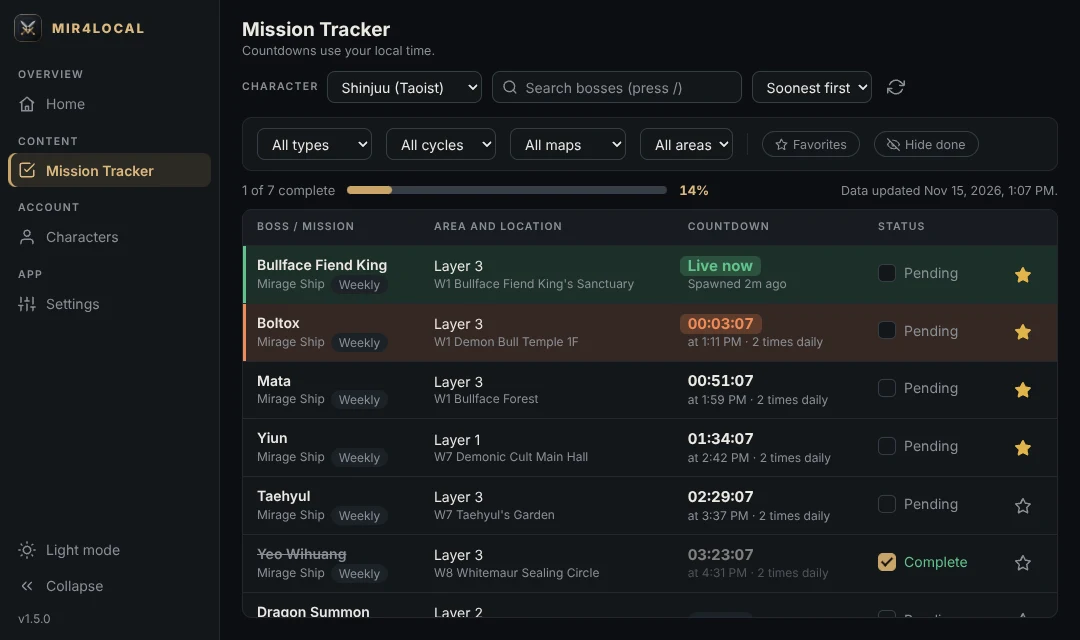 MIR4LOCAL
OVERVIEW
Home
CONTENT
Mission Tracker
ACCOUNT
Characters
APP
Settings
Light mode
Collapse
v1.5.0
Mission Tracker
Countdowns use your local time.
CHARACTER Shinjuu (Taoist) Search bosses (press /) Soonest first
All types All cycles All maps All areas Favorites Hide done
1 of 7 complete 14% Data updated Nov 15, 2026, 1:07 PM.
BOSS / MISSION AREA AND LOCATION COUNTDOWN STATUS
Bullface Fiend King Layer 3 Live now Pending
Mirage Ship Weekly W1 Bullface Fiend King's Sanctuary Spawned 2m ago
Boltox Layer 3 00:03:07 Pending
Mirage Ship Weekly W1 Demon Bull Temple 1F at 1:11 PM · 2 times daily
Mata Layer 3 00:51:07 Pending
Mirage Ship Weekly W1 Bullface Forest at 1:59 PM · 2 times daily
Yiun Layer 1 01:34:07 Pending
Mirage Ship Weekly W7 Demonic Cult Main Hall at 2:42 PM · 2 times daily
Taehyul Layer 3 02:29:07 Pending
Mirage Ship Weekly W7 Taehyul's Garden at 3:37 PM · 2 times daily
Yeo Wihuang Layer 3 03:23:07 Complete
Mirage Ship Weekly W8 Whitemaur Sealing Circle at 4:31 PM · 2 times daily
Dragon Summon Layer 2